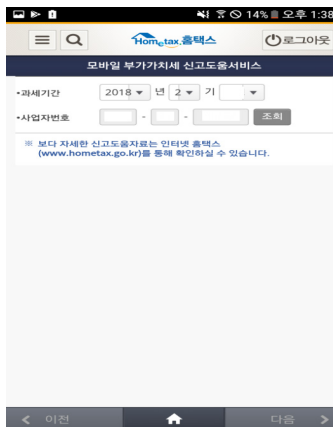 14% 오후 1:38
Hometax.홈택스 로그아웃
모바일 부가가치세 신고도움서비스
•과세기간 2018 년 2 기
•사업자번호 - - 조회
※ 보다 자세한 신고도움자료는 인터넷 홈택스
(www.hometax.go.kr)를 통해 확인하실 수 있습니다.
이전 다음